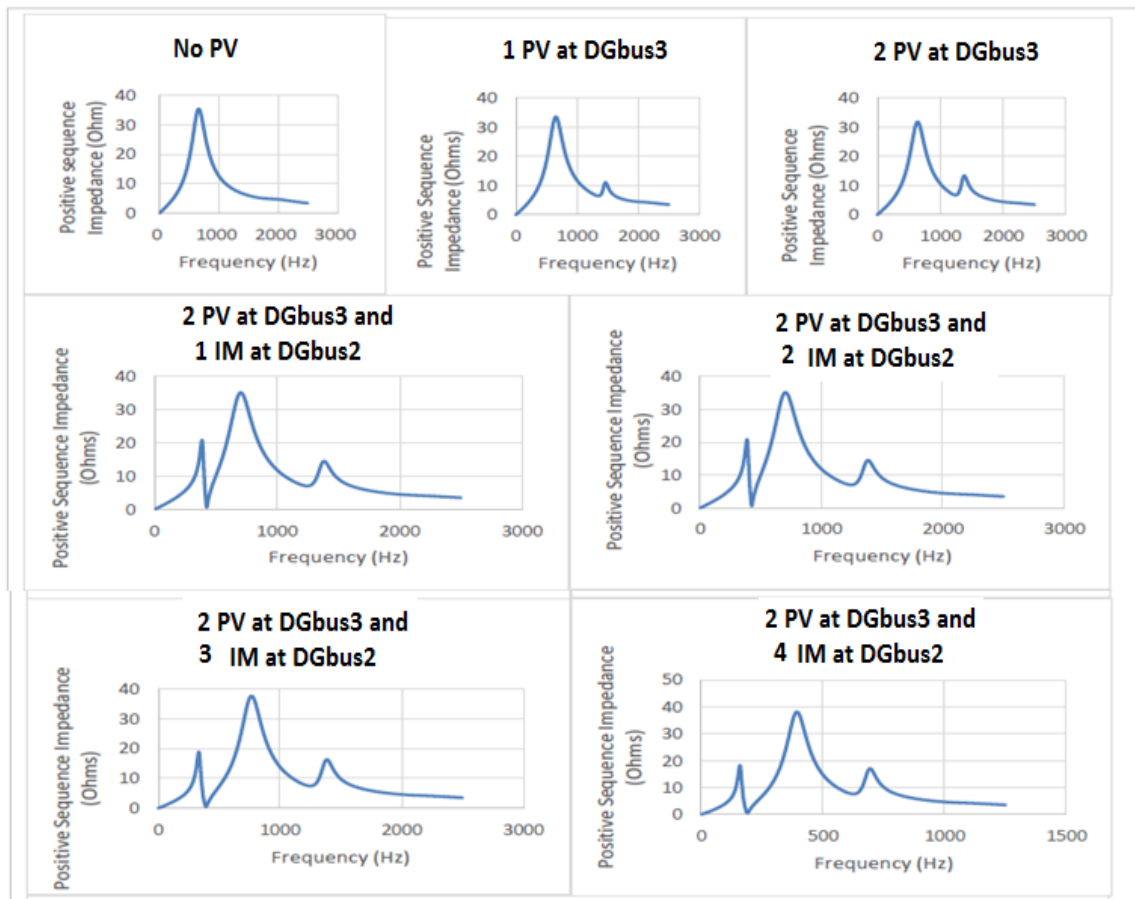 No PV
Positive sequence
Impedance (Ohm)
40
30
20
10
0
0 1000 2000 3000
Frequency (Hz)
1 PV at DGbus3
Positive Sequence
Impedance (Ohms)
40
30
20
10
0
0 1000 2000 3000
Frequency (Hz)
2 PV at DGbus3
Positive Sequence
Impedance (Ohms)
40
30
20
10
0
0 1000 2000 3000
Frequency (Hz)
2 PV at DGbus3 and
1 IM at DGbus2
Positive Sequence Impedance
(Ohms)
40
30
20
10
0
0 1000 2000 3000
Frequency (Hz)
2 PV at DGbus3 and
2 IM at DGbus2
Positive Sequence Impedance
(Ohms)
40
30
20
10
0
0 1000 2000 3000
Frequency (Hz)
2 PV at DGbus3 and
3 IM at DGbus2
Positive Sequence Impedance
(Ohms)
40
30
20
10
0
0 1000 2000 3000
Frequency (Hz)
2 PV at DGbus3 and
4 IM at DGbus2
Positive Sequence Impedance
(Ohms)
50
40
30
20
10
0
0 500 1000 1500
Frequency (Hz)